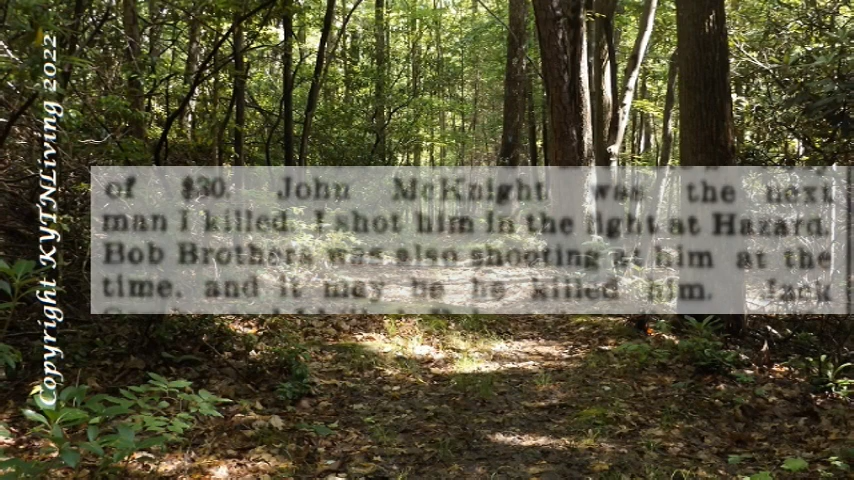 Copyright KYTNLiving 2022
of $30. John McKnight was the next
man I killed. I shot him in the fight at Hazard.
Bob Brothers was also shooting at him at the
time, and it may be he killed him. Jack